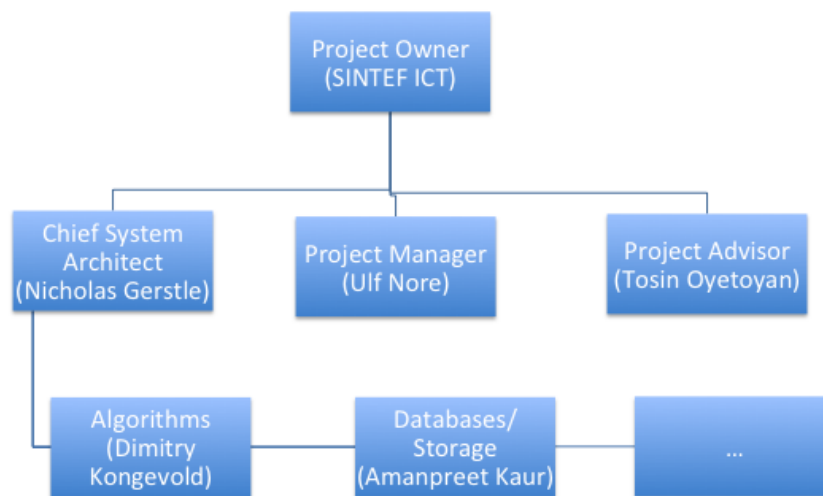 Project Owner
(SINTEF ICT)
Chief System
Architect
(Nicholas Gerstle)
Project Manager
(Ulf Nore)
Project Advisor
(Tosin Oyetoyan)
Algorithms
(Dimitry
Kongevold)
Databases/
Storage
(Amanpreet Kaur)
...